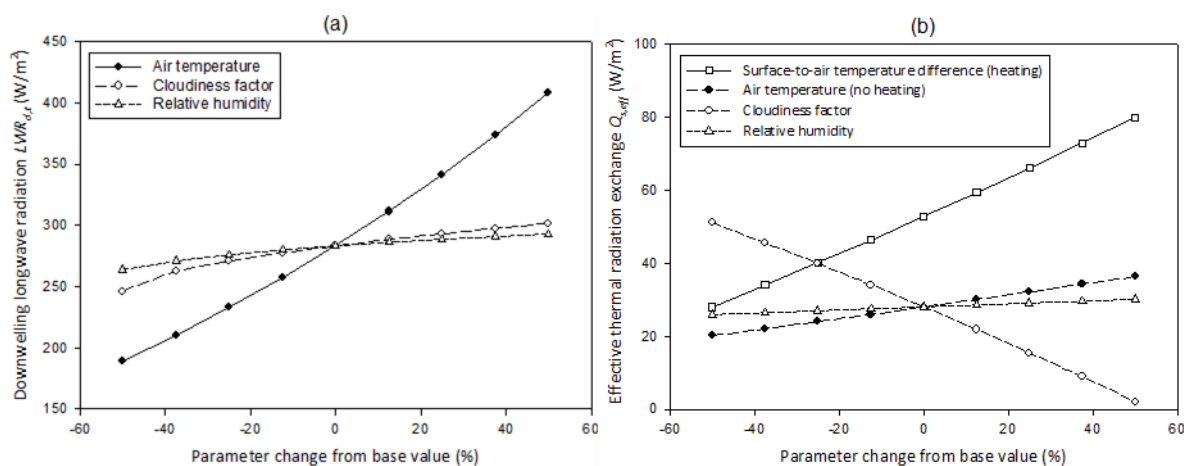 (a)
Downwelling longwave radiation LWR_d,t (W/m²)
450
400
350
300
250
200
150
Air temperature
Cloudiness factor
Relative humidity
-60
-40
-20
0
20
40
60
Parameter change from base value (%)
(b)
Effective thermal radiation exchange Q_s,eff (W/m²)
100
80
60
40
20
0
Surface-to-air temperature difference (heating)
Air temperature (no heating)
Cloudiness factor
Relative humidity
-60
-40
-20
0
20
40
60
Parameter change from base value (%)